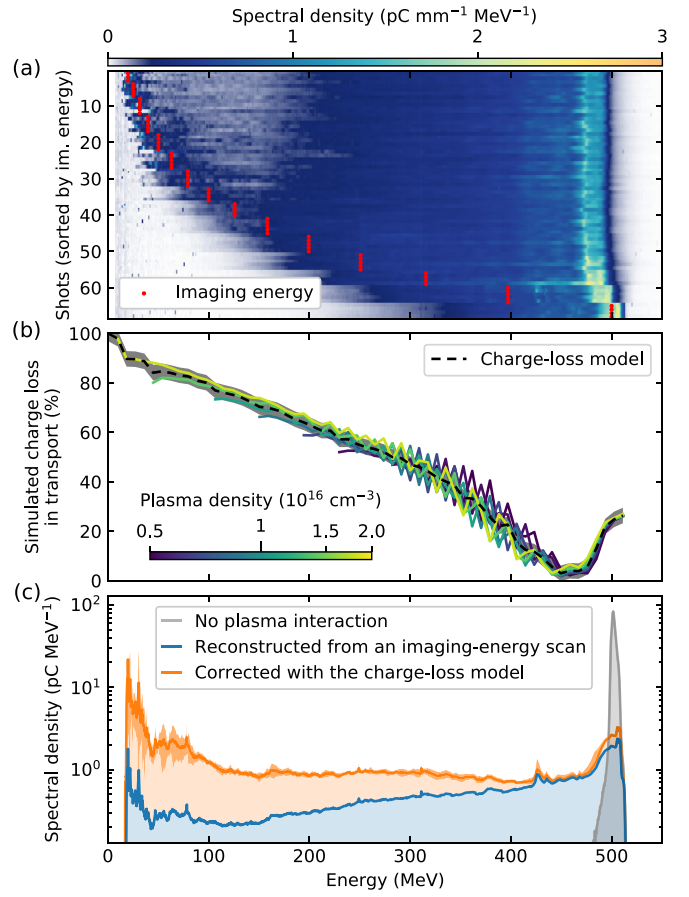 Spectral density (pC mm⁻¹ MeV⁻¹)
0 1 2 3
(a)
Shots (sorted by im. energy)
10
20
30
40
50
60
Imaging energy
(b)
Simulated charge loss
in transport (%)
100
80
60
40
20
0
Charge-loss model
Plasma density (10¹⁶ cm⁻³)
0.5 1 1.5 2.0
(c)
Spectral density (pC MeV⁻¹)
10²
10¹
10⁰
No plasma interaction
Reconstructed from an imaging-energy scan
Corrected with the charge-loss model
0 100 200 300 400 500
Energy (MeV)